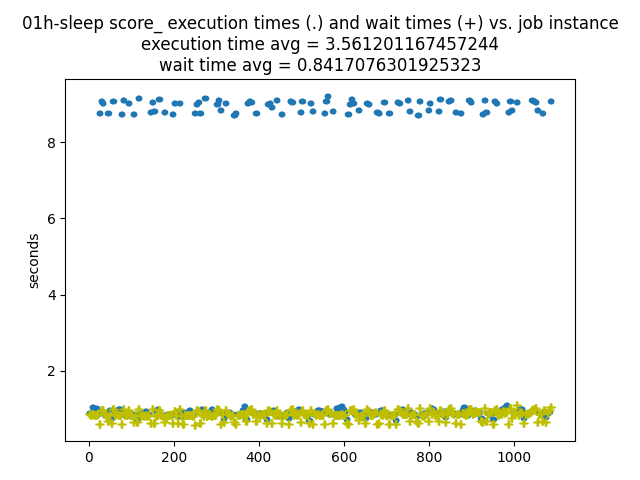 01h-sleep score_ execution times (.) and wait times (+) vs. job instance
execution time avg = 3.561201167457244
wait time avg = 0.8417076301925323
8
6
4
2
seconds
0 200 400 600 800 1000